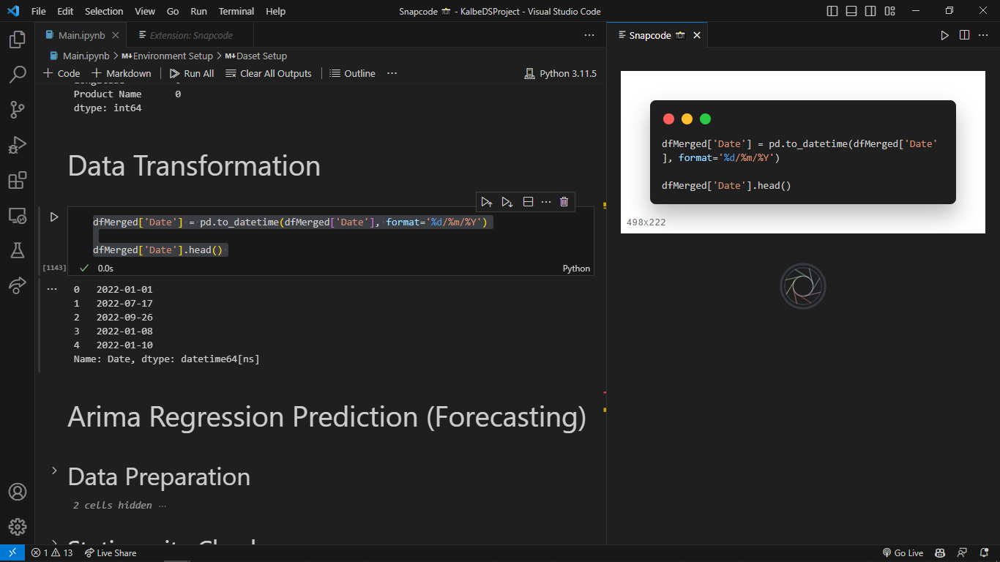 File Edit Selection View Go Run Terminal Help
Snapcode - KalbeDSProject - Visual Studio Code
Main.ipynb
Extension: Snapcode
Snapcode
Main.ipynb > M↓Environment Setup > M↓Daset Setup
+ Code + Markdown Run All Clear All Outputs Outline ... Python 3.11.5
Product Name 0
dtype: int64
Data Transformation
dfMerged['Date'] = pd.to_datetime(dfMerged['Date'], format='%d/%m/%Y')
dfMerged['Date'].head()
[1143] 0.0s Python
0 2022-01-01
1 2022-07-17
2 2022-09-26
3 2022-01-08
4 2022-01-10
Name: Date, dtype: datetime64[ns]
Arima Regression Prediction (Forecasting)
Data Preparation
2 cells hidden ...
dfMerged['Date'] = pd.to_datetime(dfMerged['Date'
], format='%d/%m/%Y')
dfMerged['Date'].head()
498x222
1 13 Live Share
Go Live